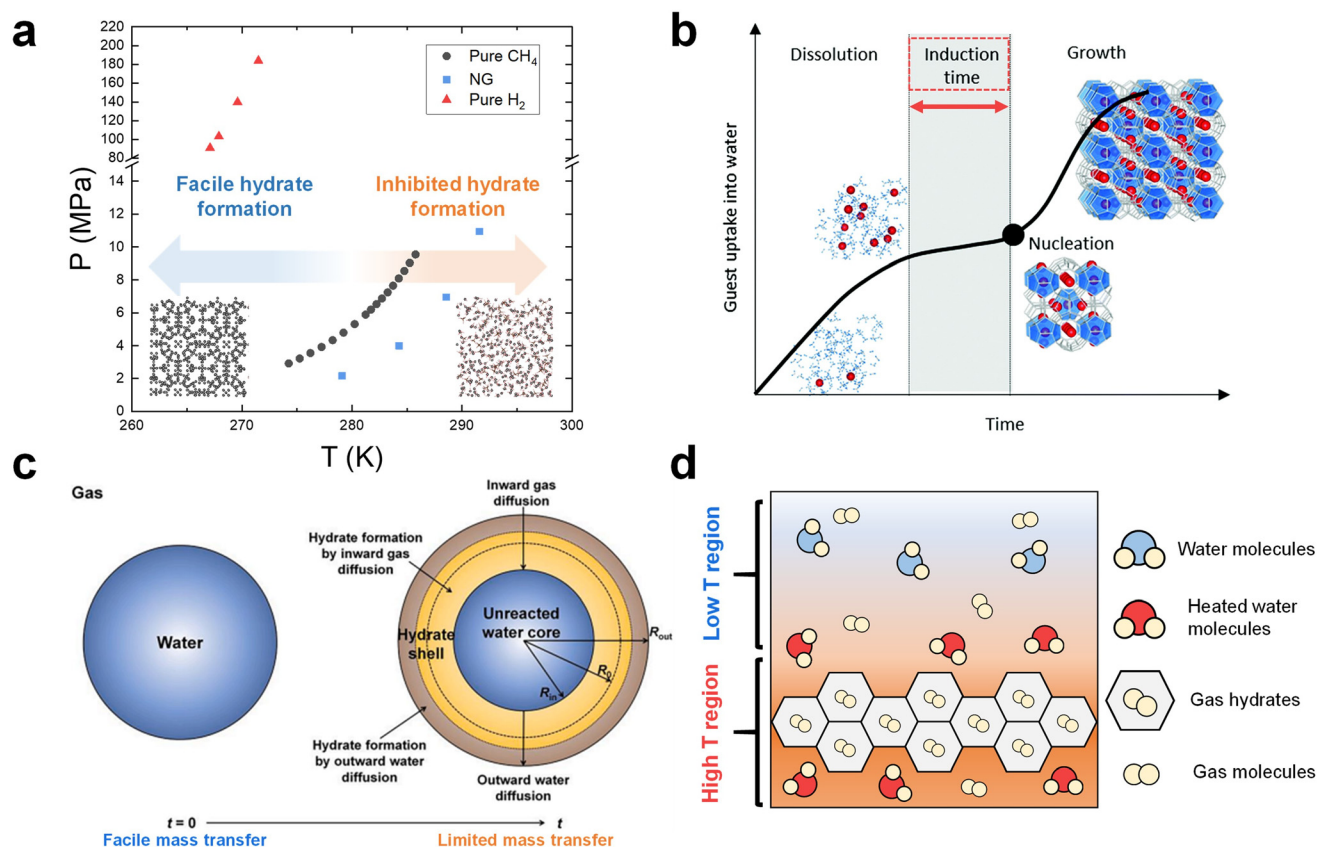 a
P (MPa)
220
200
180
160
140
120
100
80
14
12
10
8
6
4
2
0
260
270
280
290
300
T (K)
Pure CH₄
NG
Pure H₂
Facile hydrate
formation
Inhibited hydrate
formation
b
Guest uptake into water
Dissolution
Induction
time
Growth
Nucleation
Time
c
Gas
Water
Inward gas
diffusion
Hydrate formation
by inward gas
diffusion
Unreacted
water core
Hydrate
shell
R_out
R_0
R_in
Hydrate formation
by outward water
diffusion
Outward water
diffusion
t = 0
t
Facile mass transfer
Limited mass transfer
d
Low T region
High T region
Water molecules
Heated water
molecules
Gas hydrates
Gas molecules